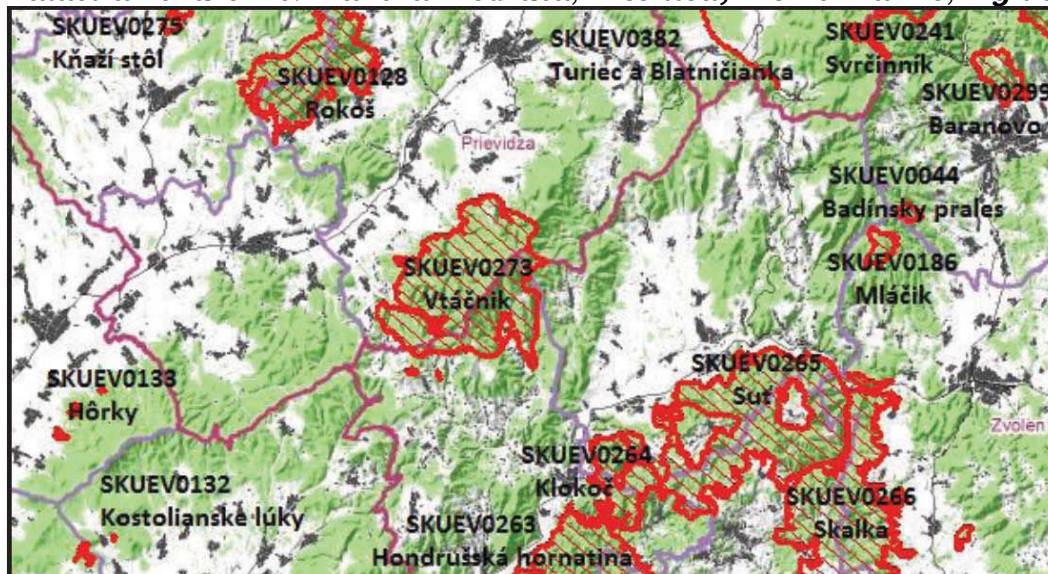 SKUEV0275
Kňaží stôl
SKUEV0128
Rokoš
SKUEV0382
Turiec a Blatničianka
SKUEV0241
Svrčinník
SKUEV0299
Baranovo
Prievidza
SKUEV0044
Badínsky prales
SKUEV0273
Vtáčnik
SKUEV0186
Mláčik
SKUEV0133
Hôrky
SKUEV0265
Suť
Zvolen
SKUEV0264
Klokoč
SKUEV0132
Kostolianske lúky
SKUEV0266
Skalka
SKUEV0263
Hondrušská hornatina